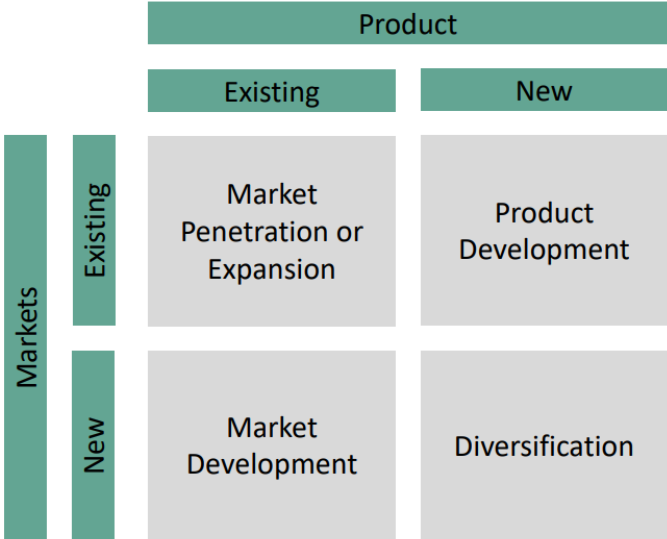 Product
Existing
New
Markets
Existing
Market
Penetration or
Expansion
Product
Development
New
Market
Development
Diversification